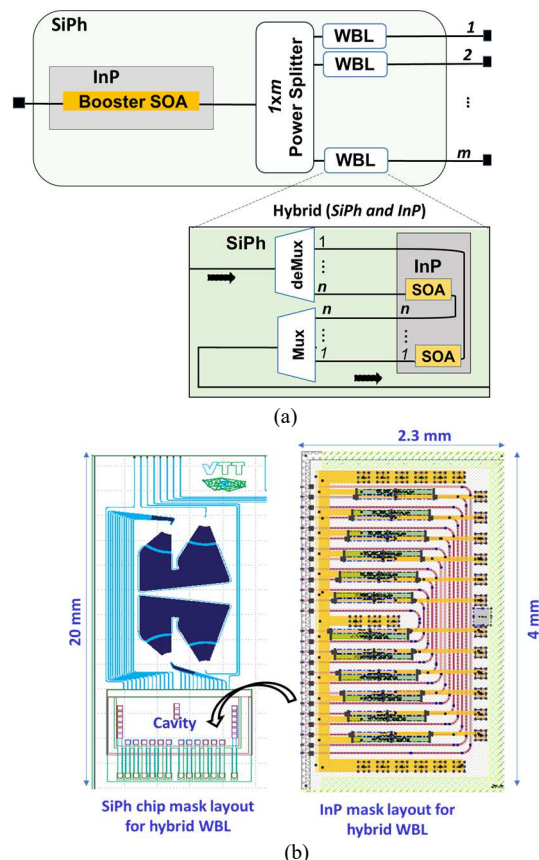 SiPh
InP
Booster SOA
1xm
Power Splitter
WBL
1
WBL
2
⋮
WBL
m
Hybrid (SiPh and InP)
SiPh
deMux
1
⋮
n
InP
SOA
Mux
n
n
⋮
⋮
1
1
SOA
(a)
VTT
20 mm
Cavity
SiPh chip mask layout
for hybrid WBL
2.3 mm
4 mm
InP mask layout for
hybrid WBL
(b)